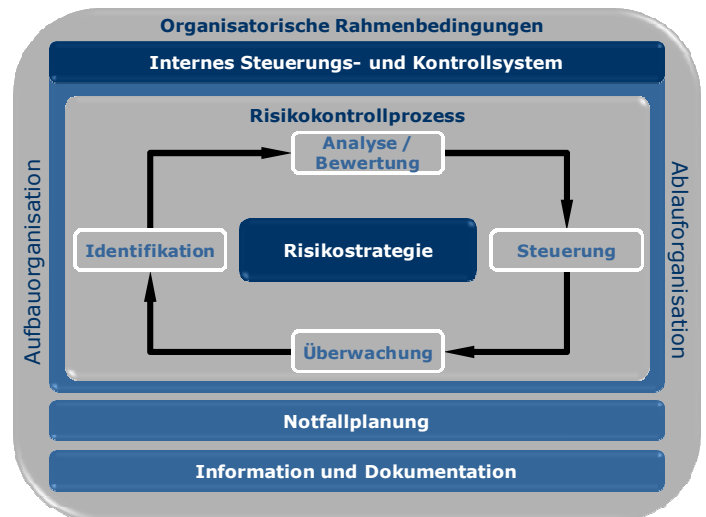 Organisatorische Rahmenbedingungen
Internes Steuerungs- und Kontrollsystem
Risikokontrollprozess
Analyse /
Bewertung
Aufbauorganisation
Identifikation
Risikostrategie
Steuerung
Ablauforganisation
Überwachung
Notfallplanung
Information und Dokumentation